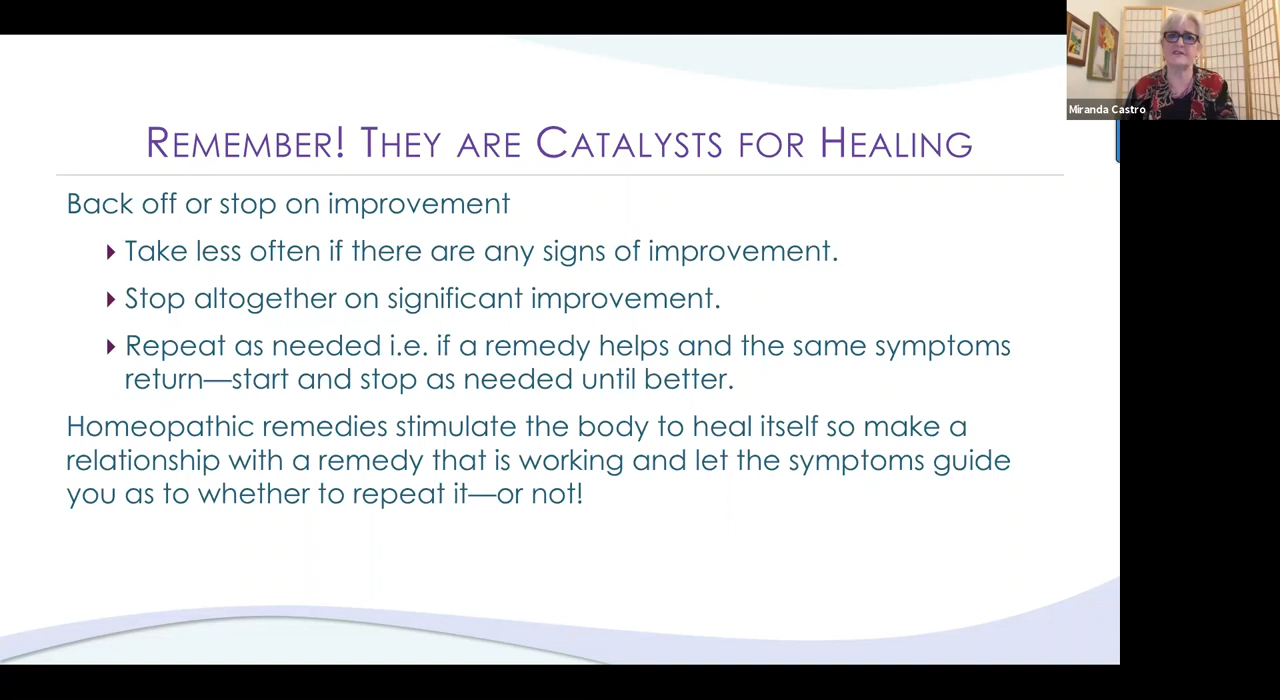 Miranda Castro
Remember! They are Catalysts for Healing
Back off or stop on improvement
Take less often if there are any signs of improvement.
Stop altogether on significant improvement.
Repeat as needed i.e. if a remedy helps and the same symptoms
return—start and stop as needed until better.
Homeopathic remedies stimulate the body to heal itself so make a
relationship with a remedy that is working and let the symptoms guide
you as to whether to repeat it—or not!